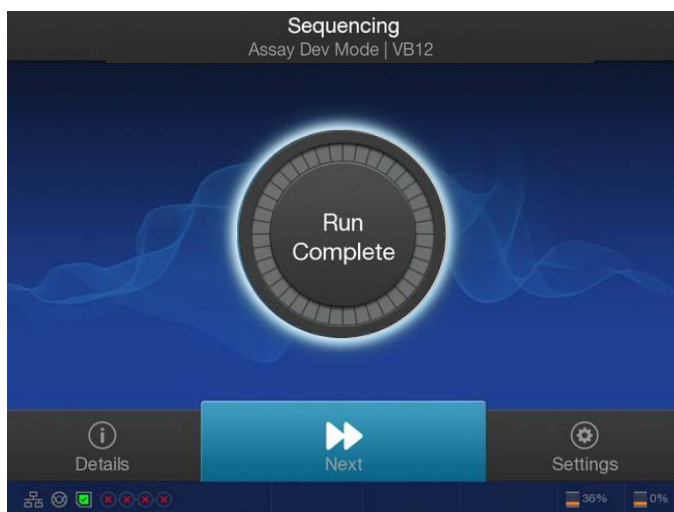 Sequencing
Assay Dev Mode | VB12
Run
Complete
Details
Next
Settings
36%
0%